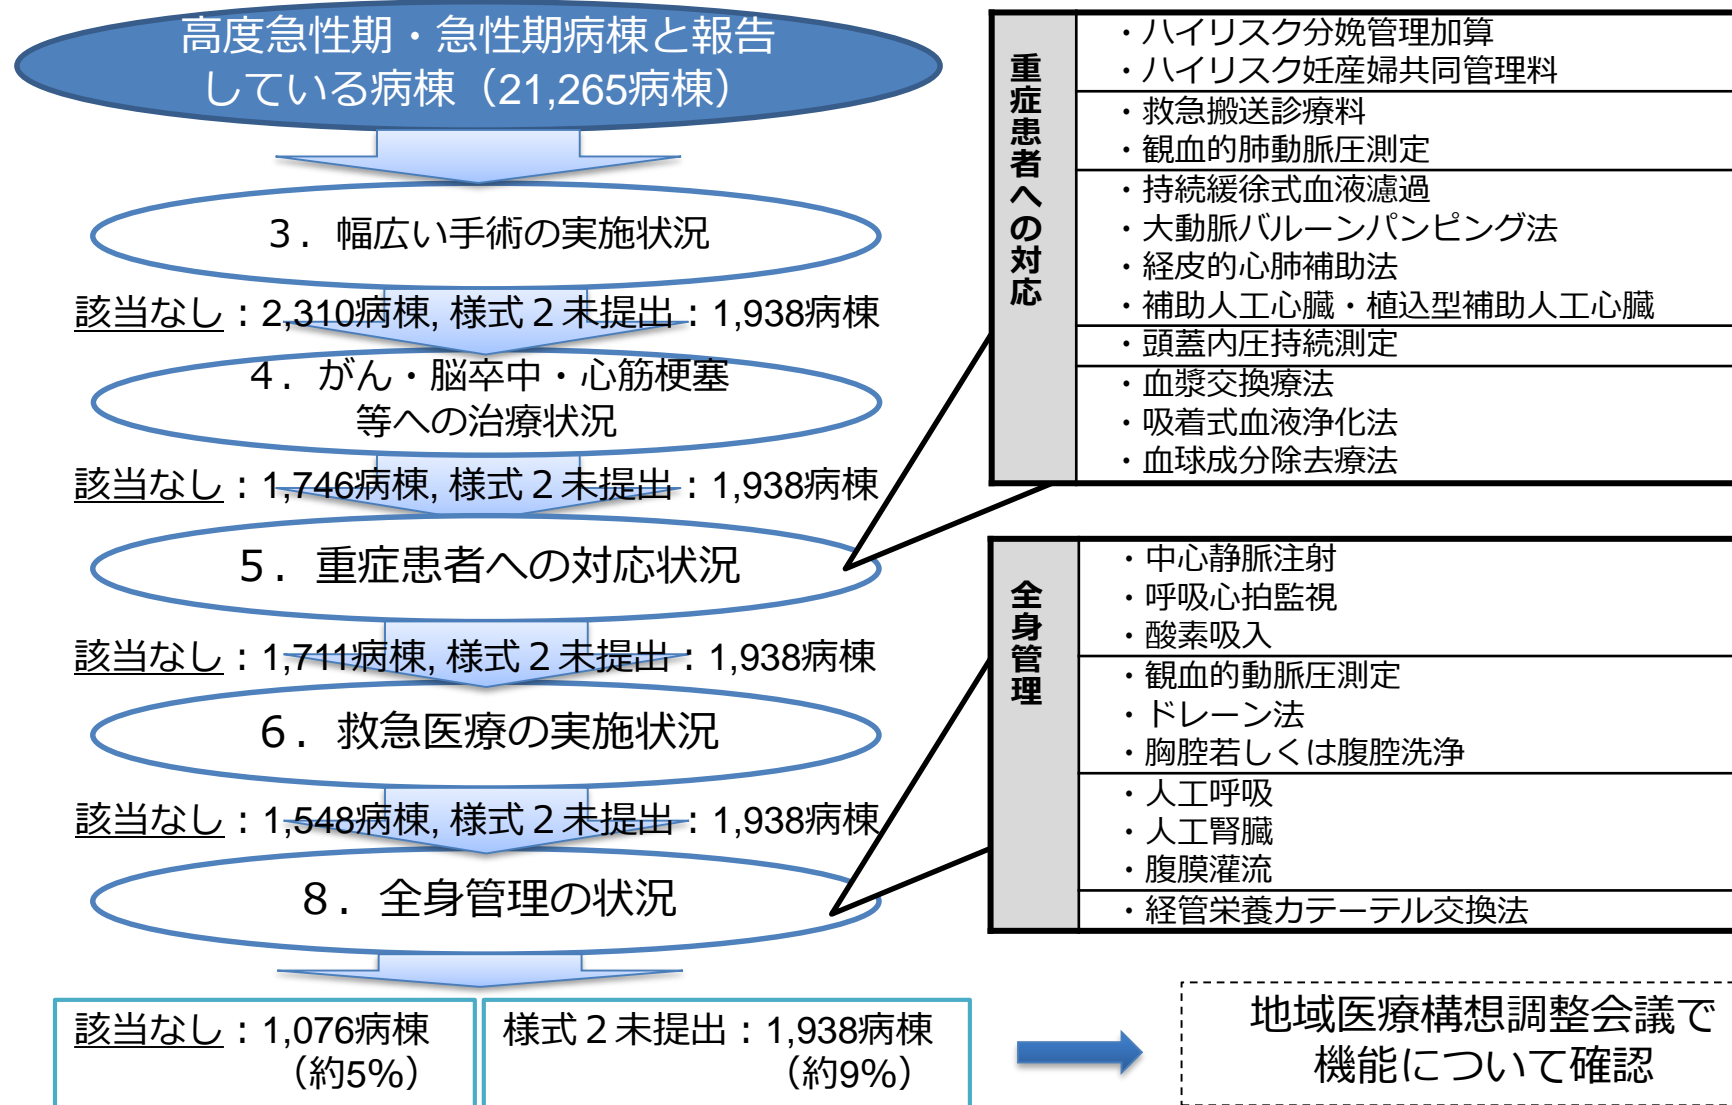 高度急性期・急性期病棟と報告
している病棟（21,265病棟）
３．幅広い手術の実施状況
該当なし：2,310病棟, 様式２未提出：1,938病棟
４．がん・脳卒中・心筋梗塞
等への治療状況
該当なし：1,746病棟, 様式２未提出：1,938病棟
５．重症患者への対応状況
該当なし：1,711病棟, 様式２未提出：1,938病棟
６．救急医療の実施状況
該当なし：1,548病棟, 様式２未提出：1,938病棟
８．全身管理の状況
該当なし：1,076病棟
（約5%）
様式２未提出：1,938病棟
（約9%）
重症患者への対応
・ハイリスク分娩管理加算
・ハイリスク妊産婦共同管理料
・救急搬送診療料
・観血的肺動脈圧測定
・持続緩徐式血液濾過
・大動脈バルーンパンピング法
・経皮的心肺補助法
・補助人工心臓・植込型補助人工心臓
・頭蓋内圧持続測定
・血漿交換療法
・吸着式血液浄化法
・血球成分除去療法
全身管理
・中心静脈注射
・呼吸心拍監視
・酸素吸入
・観血的動脈圧測定
・ドレーン法
・胸腔若しくは腹腔洗浄
・人工呼吸
・人工腎臓
・腹膜灌流
・経管栄養カテーテル交換法
地域医療構想調整会議で
機能について確認